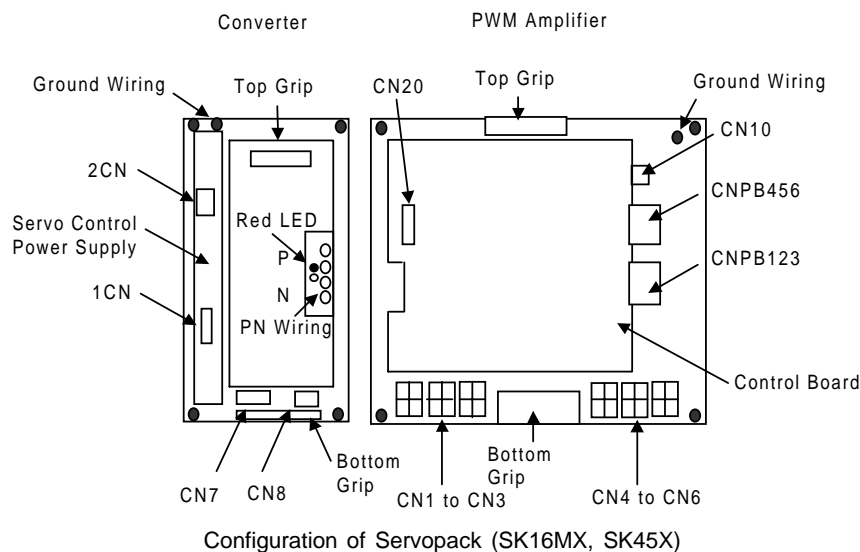 Converter
PWM Amplifier
Ground Wiring
Top Grip
CN20
Top Grip
Ground Wiring
CN10
2CN
CNPB456
Red LED
Servo Control
Power Supply
P
CNPB123
1CN
N
PN Wiring
Control Board
Bottom
Grip
Bottom
Grip
CN7
CN8
CN1 to CN3
CN4 to CN6
Configuration of Servopack (SK16MX, SK45X)